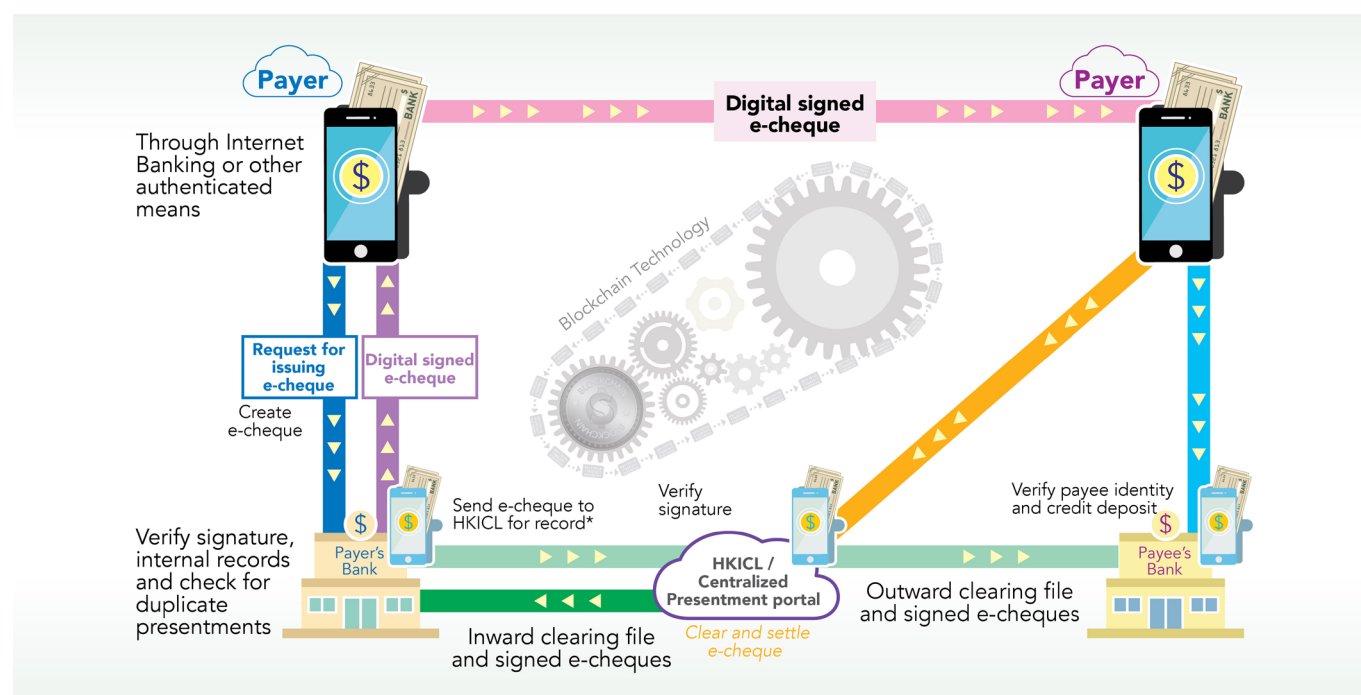 Payer
Payer
Digital signed
e-cheque
Through Internet
Banking or other
authenticated
means
Blockchain Technology
Request for
issuing
e-cheque
Digital signed
e-cheque
Create
e-cheque
Send e-cheque to
HKICL for record*
Verify
signature
Verify payee identity
and credit deposit
Verify signature,
internal records
and check for
duplicate
presentments
Payer's
Bank
HKICL /
Centralized
Presentment portal
Payee's
Bank
Outward clearing file
and signed e-cheques
Inward clearing file
and signed e-cheques
Clear and settle
e-cheque
$
$
$
$
$
$
$
BANK
BANK